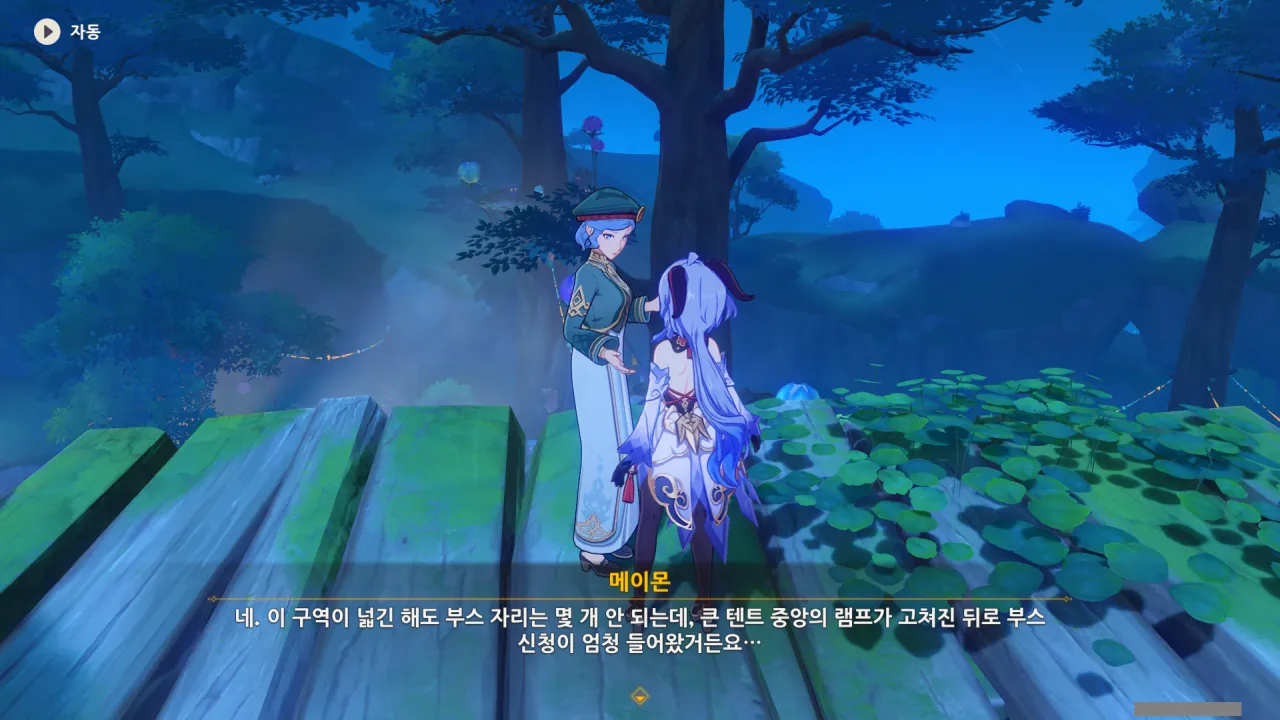 자동
메이몬
네. 이 구역이 넓긴 해도 부스 자리는 몇 개 안 되는데, 큰 텐트 중앙의 램프가 고쳐진 뒤로 부스
신청이 엄청 들어왔거든요…